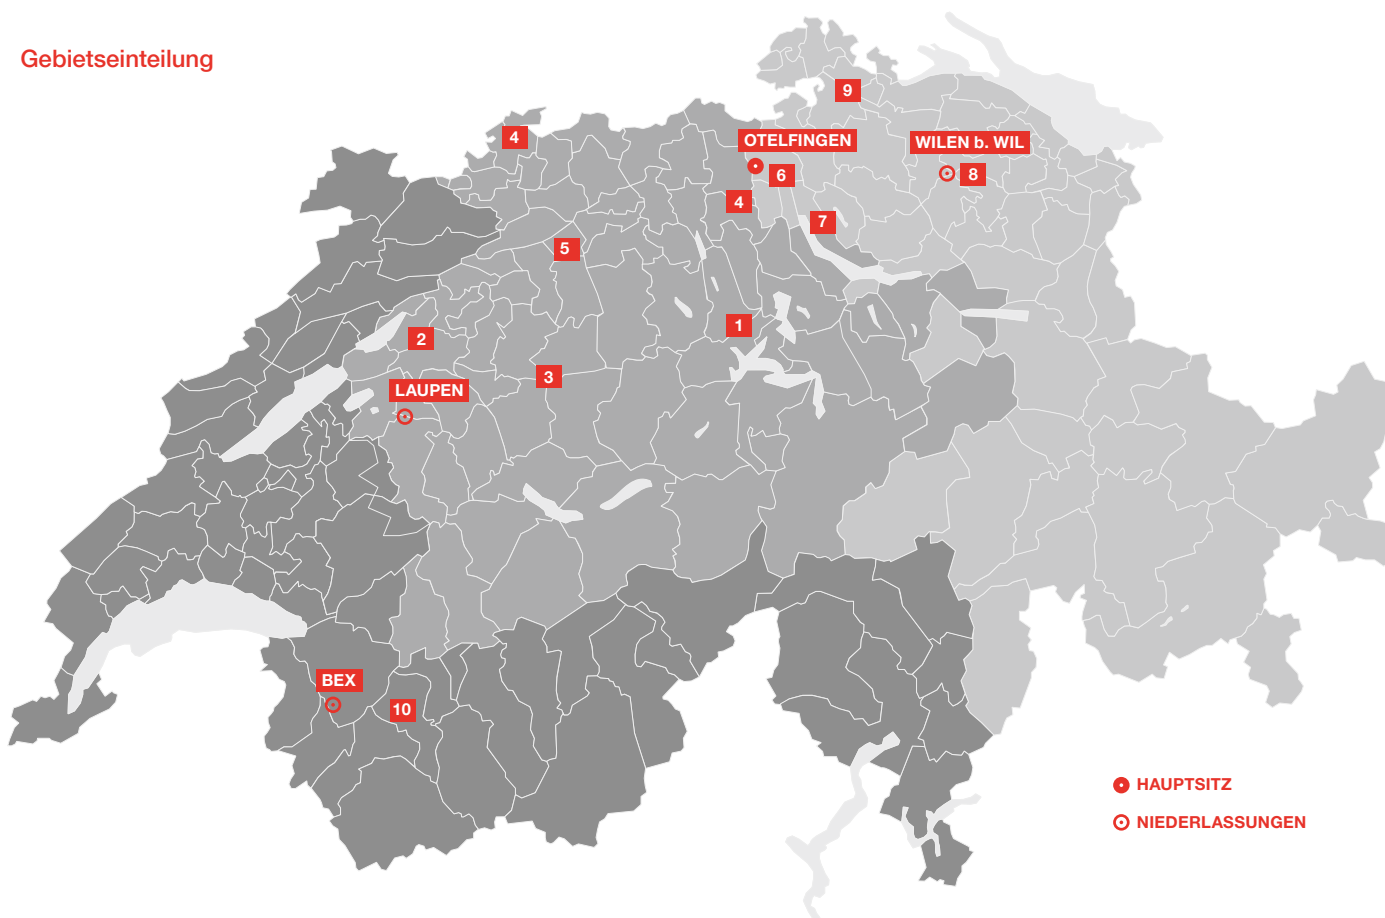 Gebietseinteilung
9
4
OTELFINGEN
WILEN b. WIL
6
8
4
7
5
1
2
3
LAUPEN
BEX
10
HAUPTSITZ
NIEDERLASSUNGEN